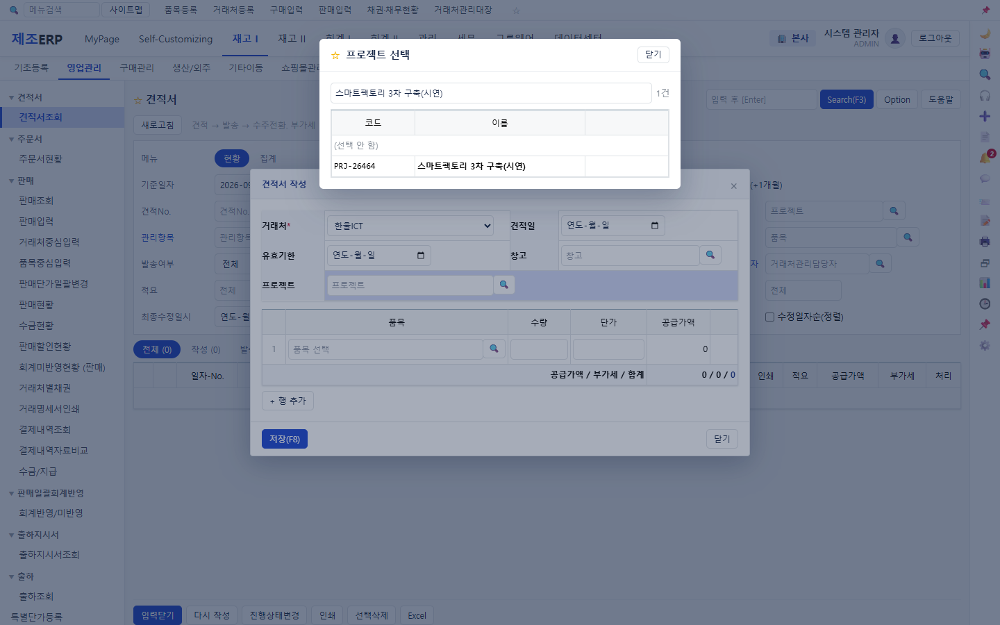 메뉴검색 사이트맵 품목등록 거래처등록 구매입력 판매입력 채권·채무현황 거래처관리대장
제조ERP MyPage Self-Customizing 재고 I 재고 II 본사 시스템 관리자 로그아웃
ADMIN
기초등록 영업관리 구매관리 생산/외주 기타이동
프로젝트 선택 닫기
스마트팩토리 3차 구축(시연) 1건
코드 이름
(선택 안 함)
PRJ-26464 스마트팩토리 3차 구축(시연)
견적서
견적서조회
주문서
주문서현황
판매
판매조회
판매입력
거래처중심입력
품목중심입력
판매단가일괄변경
판매현황
수금현황
판매할인현황
회계미반영현황 (판매)
거래처별채권
거래명세서인쇄
결제내역조회
결제내역자료비교
수금/지급
판매일괄회계반영
회계반영/미반영
출하지시서
출하지시서조회
출하
출하조회
특별단가등록
견적서 입력 후 [Enter] Search(F3) Option 도움말
새로고침 견적 → 발송 → 수주전환. 부가세
메뉴 현황 집계
기준일자 2026-09 (+1개월)
견적No. 견적No. 프로젝트
관리항목 관리항목 품목
발송여부 전체 자 거래처관리담당자
적요 전체 전체
최종수정일시 연도-월 수정일자순(정렬)
전체 (0) 작성 (0)
일자-No. 인쇄 적요 공급가액 부가세 처리
견적서 작성 ×
거래처* 한울ICT 견적일 연도-월-일
유효기한 연도-월-일 창고 창고
프로젝트 프로젝트
품목 수량 단가 공급가액
1 품목 선택 0
공급가액 / 부가세 / 합계 0 / 0 / 0
+ 행 추가
저장(F8) 닫기
입력닫기 다시 작성 진행상태변경 인쇄 선택삭제 Excel
2